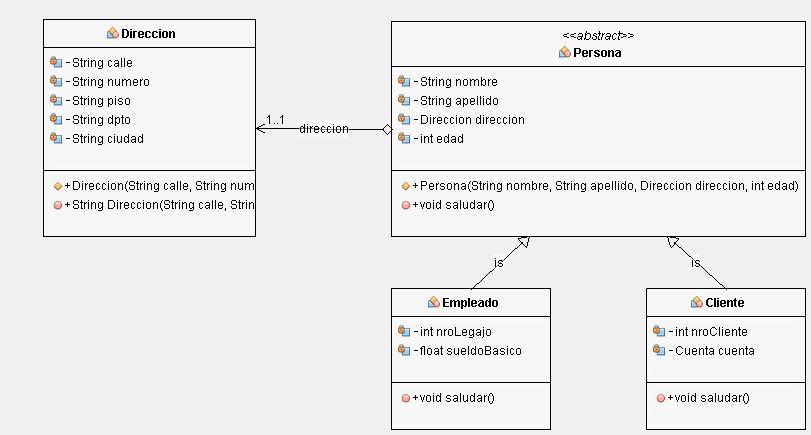 Direccion
-String calle
-String numero
-String piso
-String dpto
-String ciudad
+Direccion(String calle, String num
+String Direccion(String calle, Strin
1..1
direccion
<<abstract>>
Persona
-String nombre
-String apellido
-Direccion direccion
-int edad
+Persona(String nombre, String apellido, Direccion direccion, int edad)
+void saludar()
is
is
Empleado
-int nroLegajo
-float sueldoBasico
+void saludar()
Cliente
-int nroCliente
-Cuenta cuenta
+void saludar()